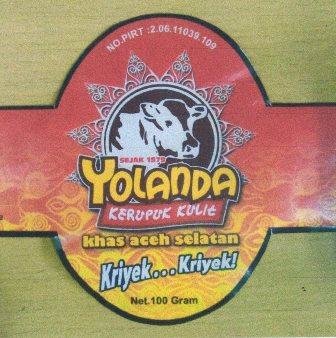 NO.PIRT :2.06.11039.109
SEJAK 1979
YOLANDA
KERUPUK KULIT
khas aceh selatan
Kriyek...Kriyek!
Net.100 Gram